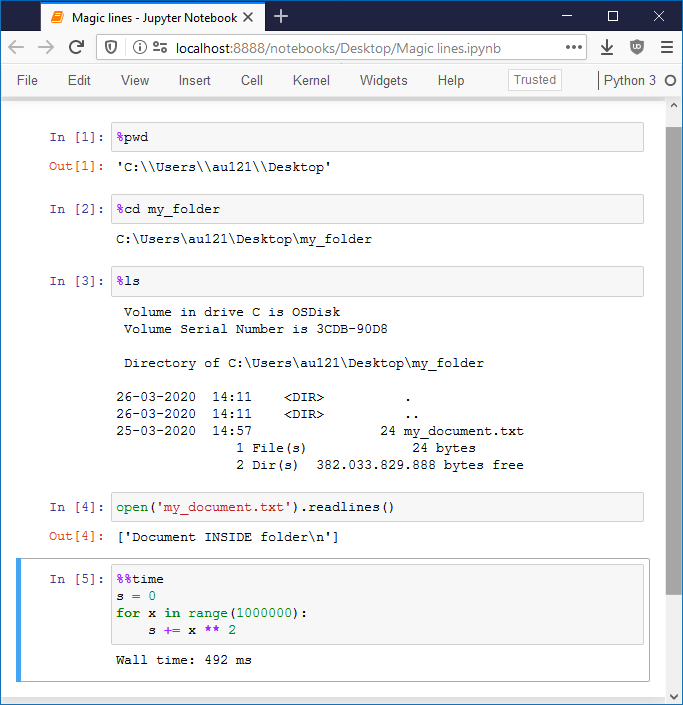 Magic lines - Jupyter Notebook
localhost:8888/notebooks/Desktop/Magic lines.ipynb
File Edit View Insert Cell Kernel Widgets Help Trusted Python 3
In [1]: %pwd
Out[1]: 'C:\\Users\\au121\\Desktop'
In [2]: %cd my_folder
C:\Users\au121\Desktop\my_folder
In [3]: %ls
Volume in drive C is OSDisk
Volume Serial Number is 3CDB-90D8
Directory of C:\Users\au121\Desktop\my_folder
26-03-2020  14:11    <DIR>          .
26-03-2020  14:11    <DIR>          ..
25-03-2020  14:57                24 my_document.txt
1 File(s)             24 bytes
2 Dir(s)  382.033.829.888 bytes free
In [4]: open('my_document.txt').readlines()
Out[4]: ['Document INSIDE folder\n']
In [5]: %%time
s = 0
for x in range(1000000):
    s += x ** 2
Wall time: 492 ms